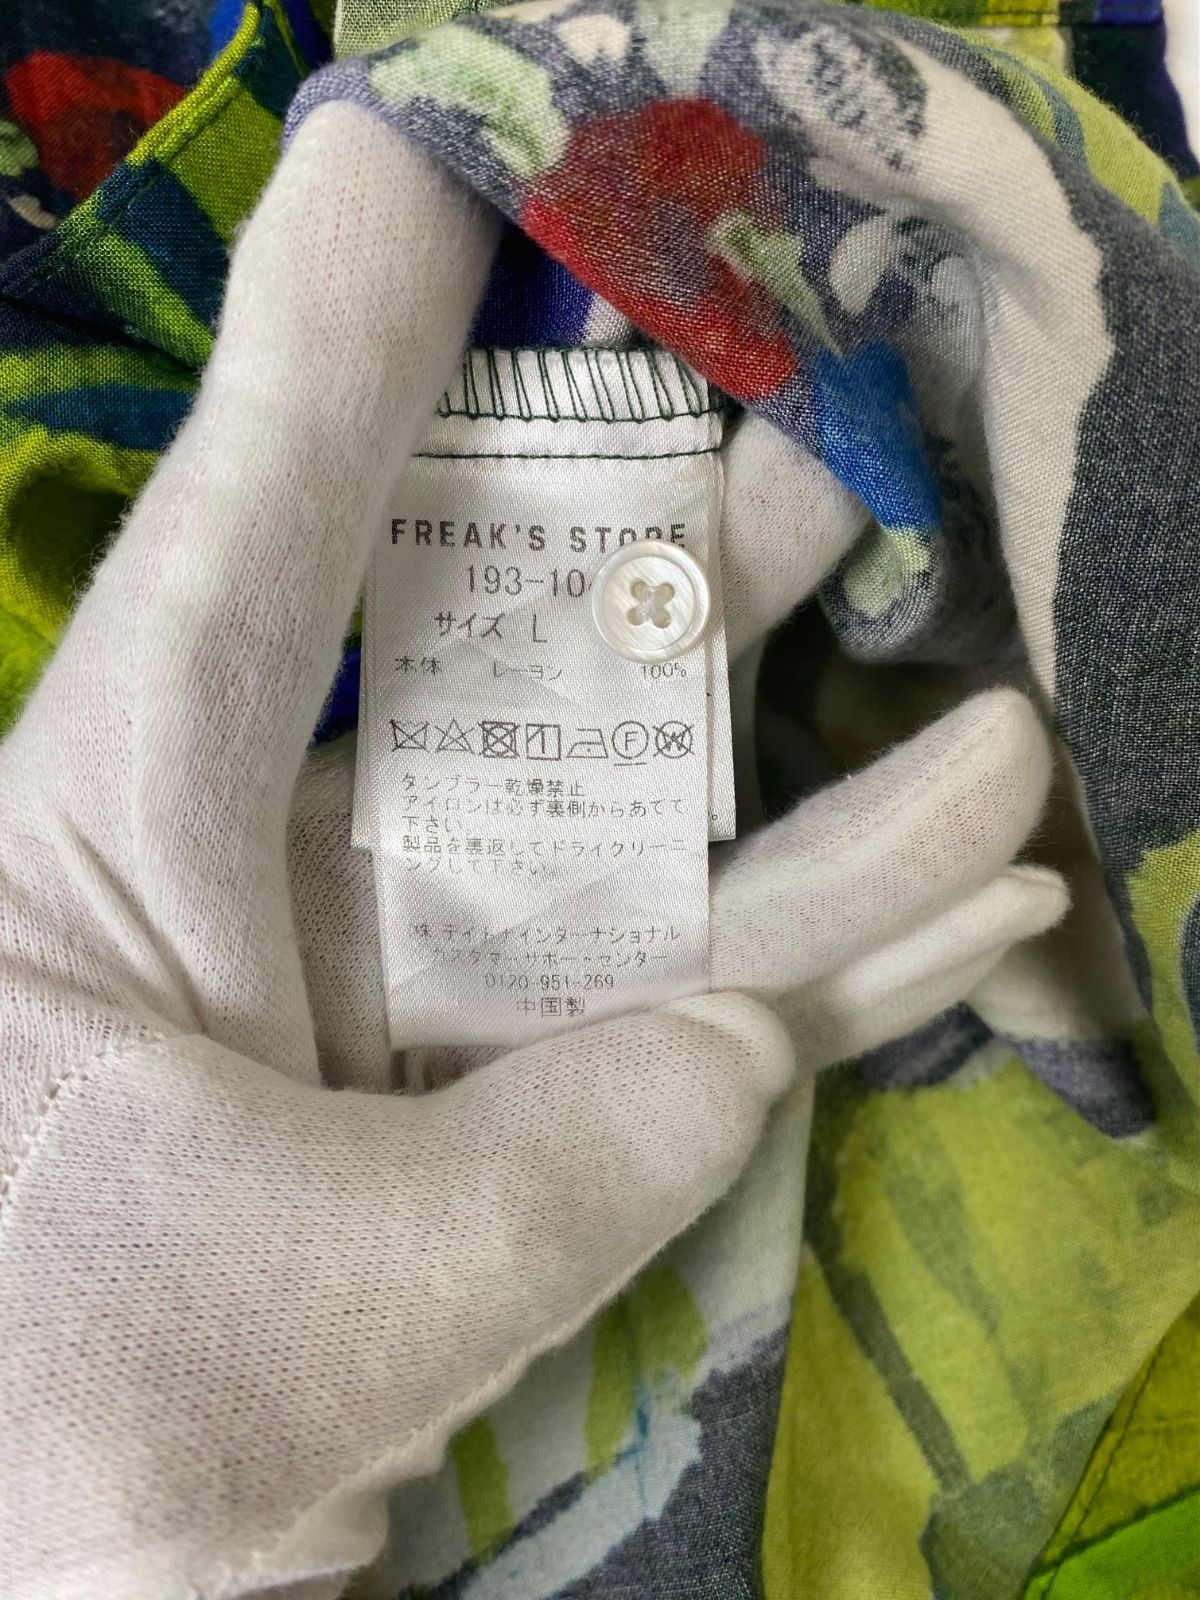 FREAK'S STORE
193-10
サイズ L
本体 レーヨン 100%
F W
タンブラー乾燥禁止
アイロンは必ず裏側からあてて
下さい。
製品を裏返してドライクリーニ
ングして下さい。
株 デイトナインターナショナル
カスタマーサポートセンター
0120-951-269
中国製